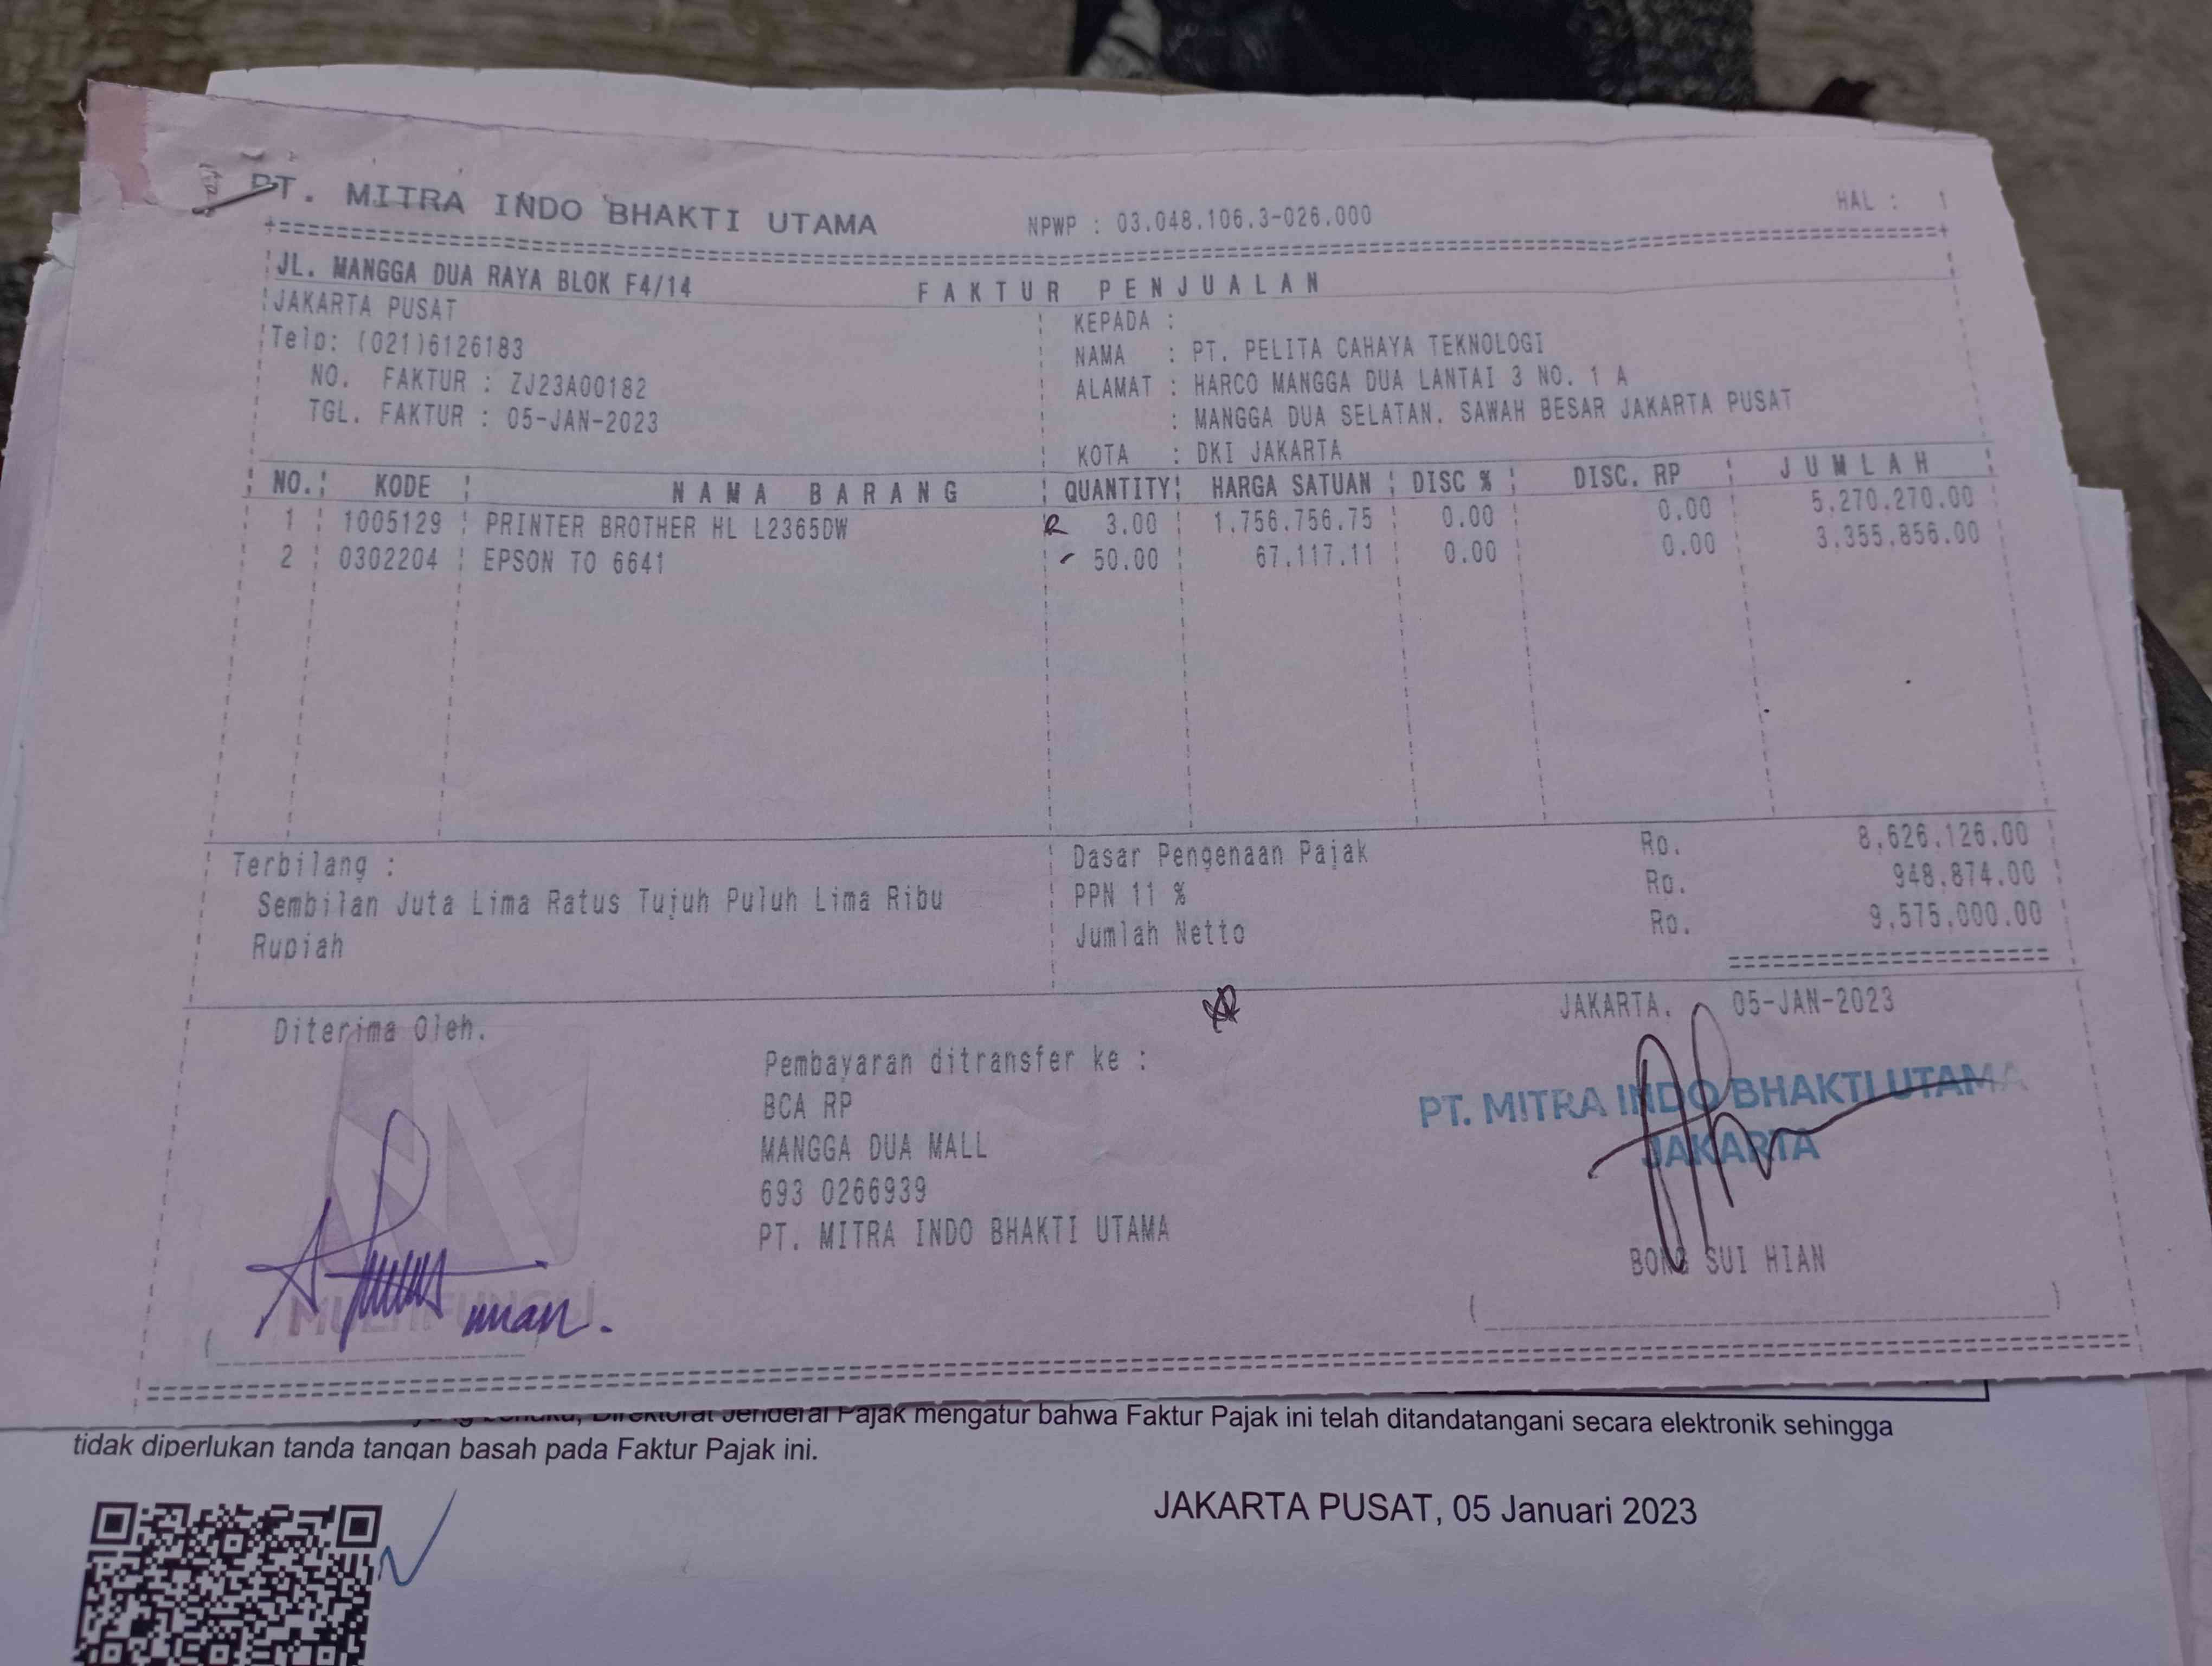 PT. MITRA INDO BHAKTI UTAMA NPWP : 03.048.106.3-026.000 HAL : 1
JL. MANGGA DUA RAYA BLOK F4/14 FAKTUR PENJUALAN
JAKARTA PUSAT KEPADA :
Telp: (021)6126183 NAMA : PT. PELITA CAHAYA TEKNOLOGI
NO. FAKTUR : ZJ23A00182 ALAMAT : HARCO MANGGA DUA LANTAI 3 NO. 1 A
TGL. FAKTUR : 05-JAN-2023 : MANGGA DUA SELATAN. SAWAH BESAR JAKARTA PUSAT
KOTA : DKI JAKARTA
NO. KODE NAMA BARANG QUANTITY HARGA SATUAN DISC % DISC. RP JUMLAH
1 1005129 PRINTER BROTHER HL L2365DW 3.00 1,756,756.75 0.00 0.00 5,270,270.00
2 0302204 EPSON TO 6641 50.00 67,117.11 0.00 0.00 3,355,856.00
Terbilang : Dasar Pengenaan Pajak Rp. 8,626,126.00
Sembilan Juta Lima Ratus Tujuh Puluh Lima Ribu PPN 11 % Rp. 948,874.00
Rupiah Jumlah Netto Rp. 9,575,000.00
Diterima Oleh. JAKARTA. 05-JAN-2023
Pembayaran ditransfer ke :
BCA RP PT. MITRA INDO BHAKTI UTAMA
MANGGA DUA MALL JAKARTA
693 0266939
PT. MITRA INDO BHAKTI UTAMA BONG SUI HIAN
Direktorat Jenderal Pajak mengatur bahwa Faktur Pajak ini telah ditandatangani secara elektronik sehingga
tidak diperlukan tanda tangan basah pada Faktur Pajak ini.
JAKARTA PUSAT, 05 Januari 2023